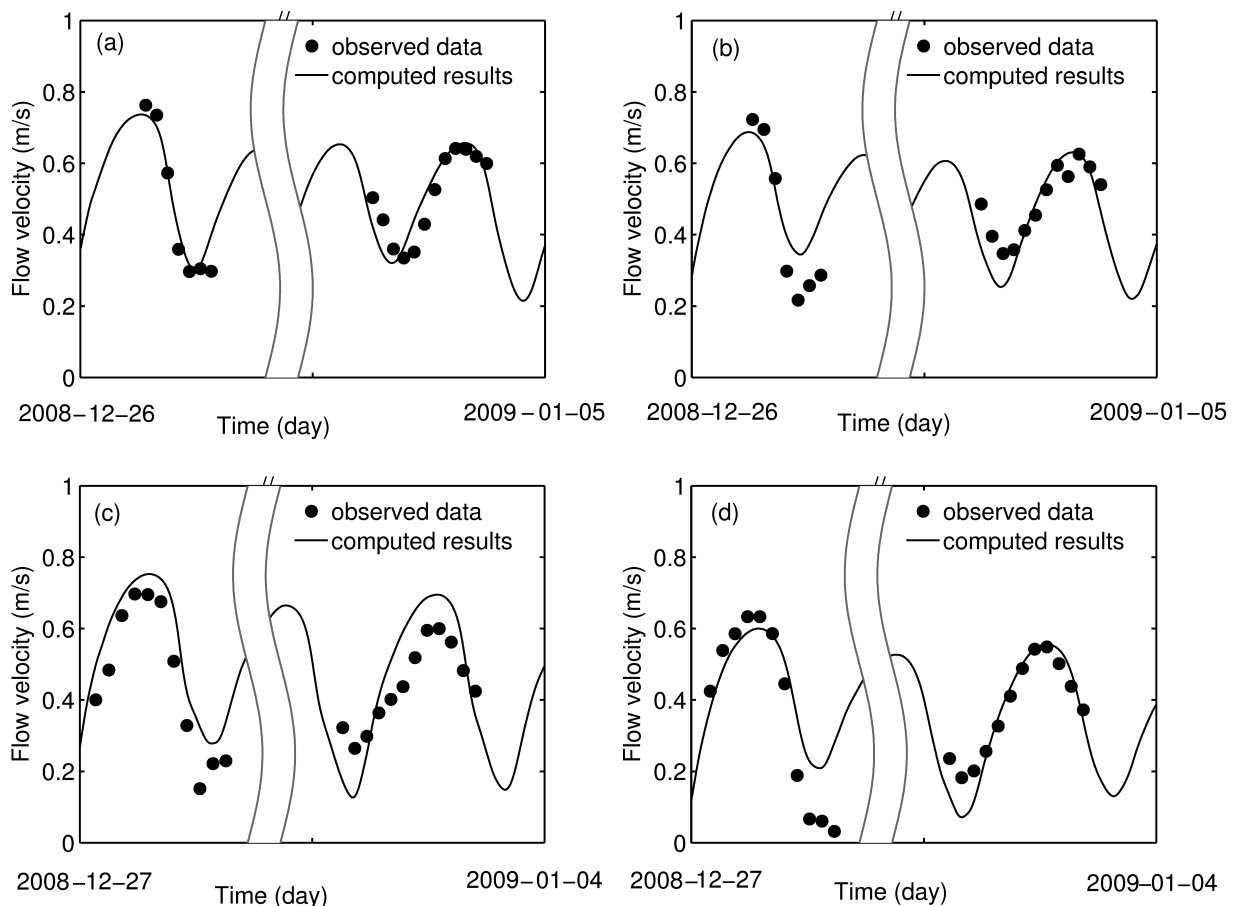 1
(a)
observed data
computed results
0.8
0.6
0.4
0.2
0
Flow velocity (m/s)
2008−12−26
Time (day)
2009−01−05
1
(b)
observed data
computed results
0.8
0.6
0.4
0.2
0
Flow velocity (m/s)
2008−12−26
Time (day)
2009−01−05
1
(c)
observed data
computed results
0.8
0.6
0.4
0.2
0
Flow velocity (m/s)
2008−12−27
Time (day)
2009−01−04
1
(d)
observed data
computed results
0.8
0.6
0.4
0.2
0
Flow velocity (m/s)
2008−12−27
Time (day)
2009−01−04